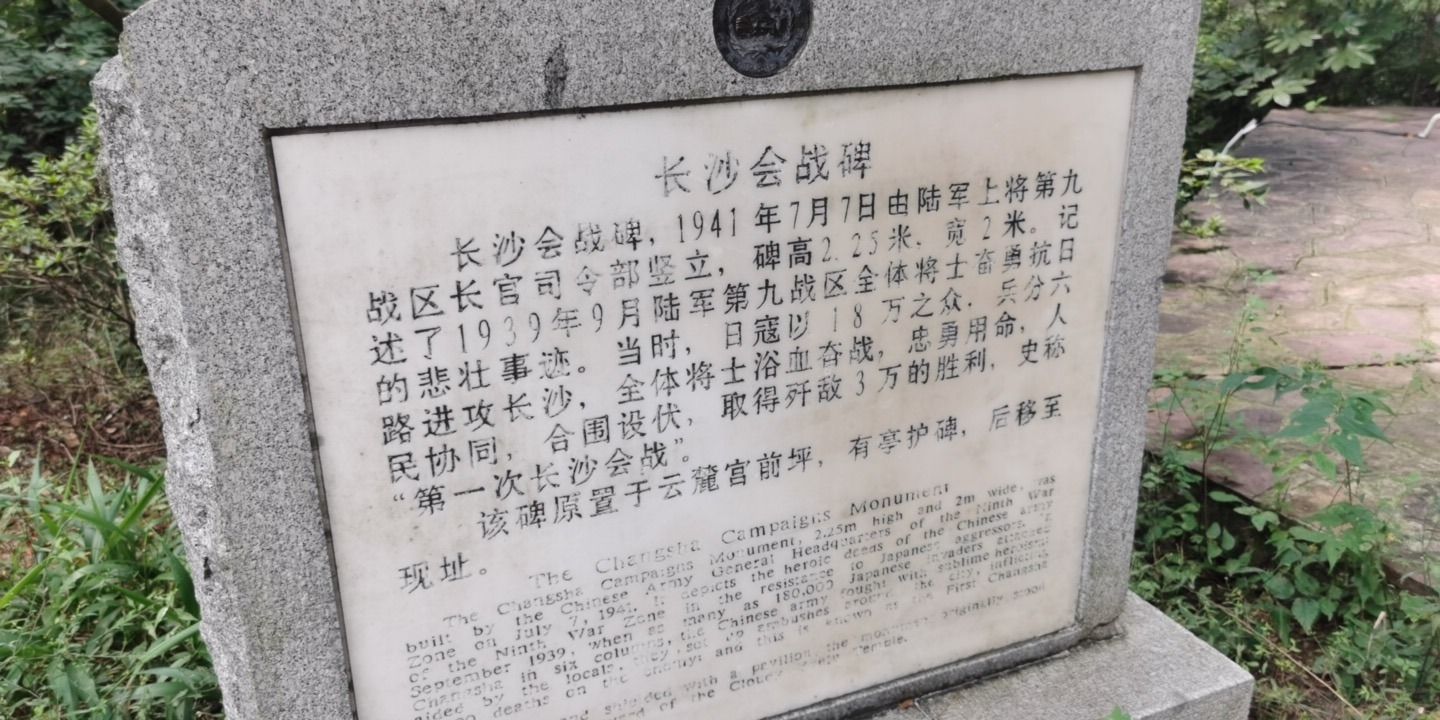 长沙会战碑
长沙会战碑，1941年7月7日由陆军上将第九
战区长官司令部竖立，碑高2.25米，宽2米。记
述了1939年9月陆军第九战区全体将士奋勇抗日
的悲壮事迹。当时，日寇以18万之众，兵分六
路进攻长沙，全体将士浴血奋战，忠勇用命，人
民协同，合围设伏，取得歼敌3万的胜利，史称
“第一次长沙会战”。
该碑原置于云麓宫前坪，有亭护碑，后移至
现址。
The Changsha Campaigns Monument
The Changsha Campaigns Monument, 2.25m high and 2m wide, was
built by the Chinese Army General Headquarters of the Ninth War
Zone on July 7, 1941. It depicts the heroic deeds of the Chinese army
of the Ninth War Zone in the resistance to Japanese aggressors in
September 1939, when as many as 180,000 Japanese invaders attacked
Changsha in six columns, the Chinese army fought with sublime heroism
aided by the locals, they set up ambushes around the city, inflicting
deaths on the enemy; and this is known as the First Changsha
and shielded with a pavilion, the monument originally stood
of the Cloudy Temple.